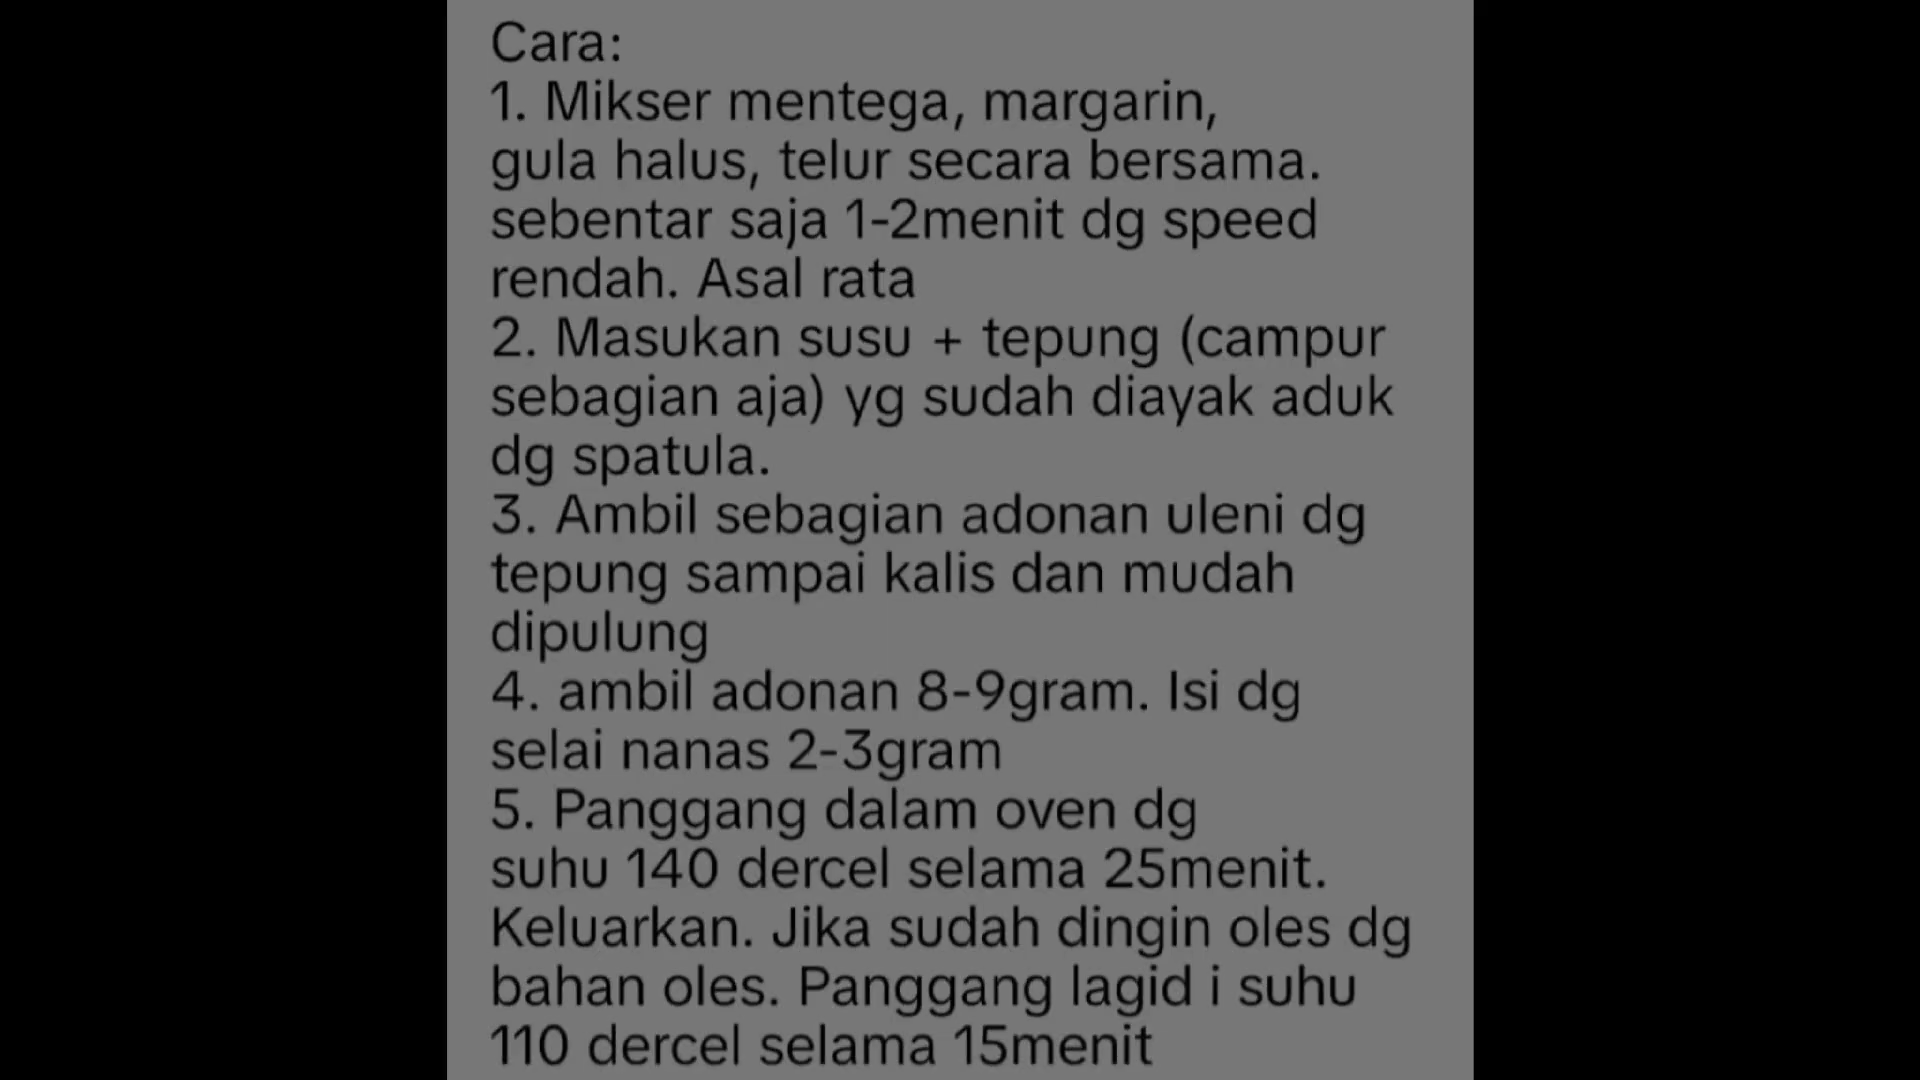 Cara:
1. Mikser mentega, margarin,
gula halus, telur secara bersama.
sebentar saja 1-2menit dg speed
rendah. Asal rata
2. Masukan susu + tepung (campur
sebagian aja) yg sudah diayak aduk
dg spatula.
3. Ambil sebagian adonan uleni dg
tepung sampai kalis dan mudah
dipulung
4. ambil adonan 8-9gram. Isi dg
selai nanas 2-3gram
5. Panggang dalam oven dg
suhu 140 dercel selama 25menit.
Keluarkan. Jika sudah dingin oles dg
bahan oles. Panggang lagid i suhu
110 dercel selama 15menit